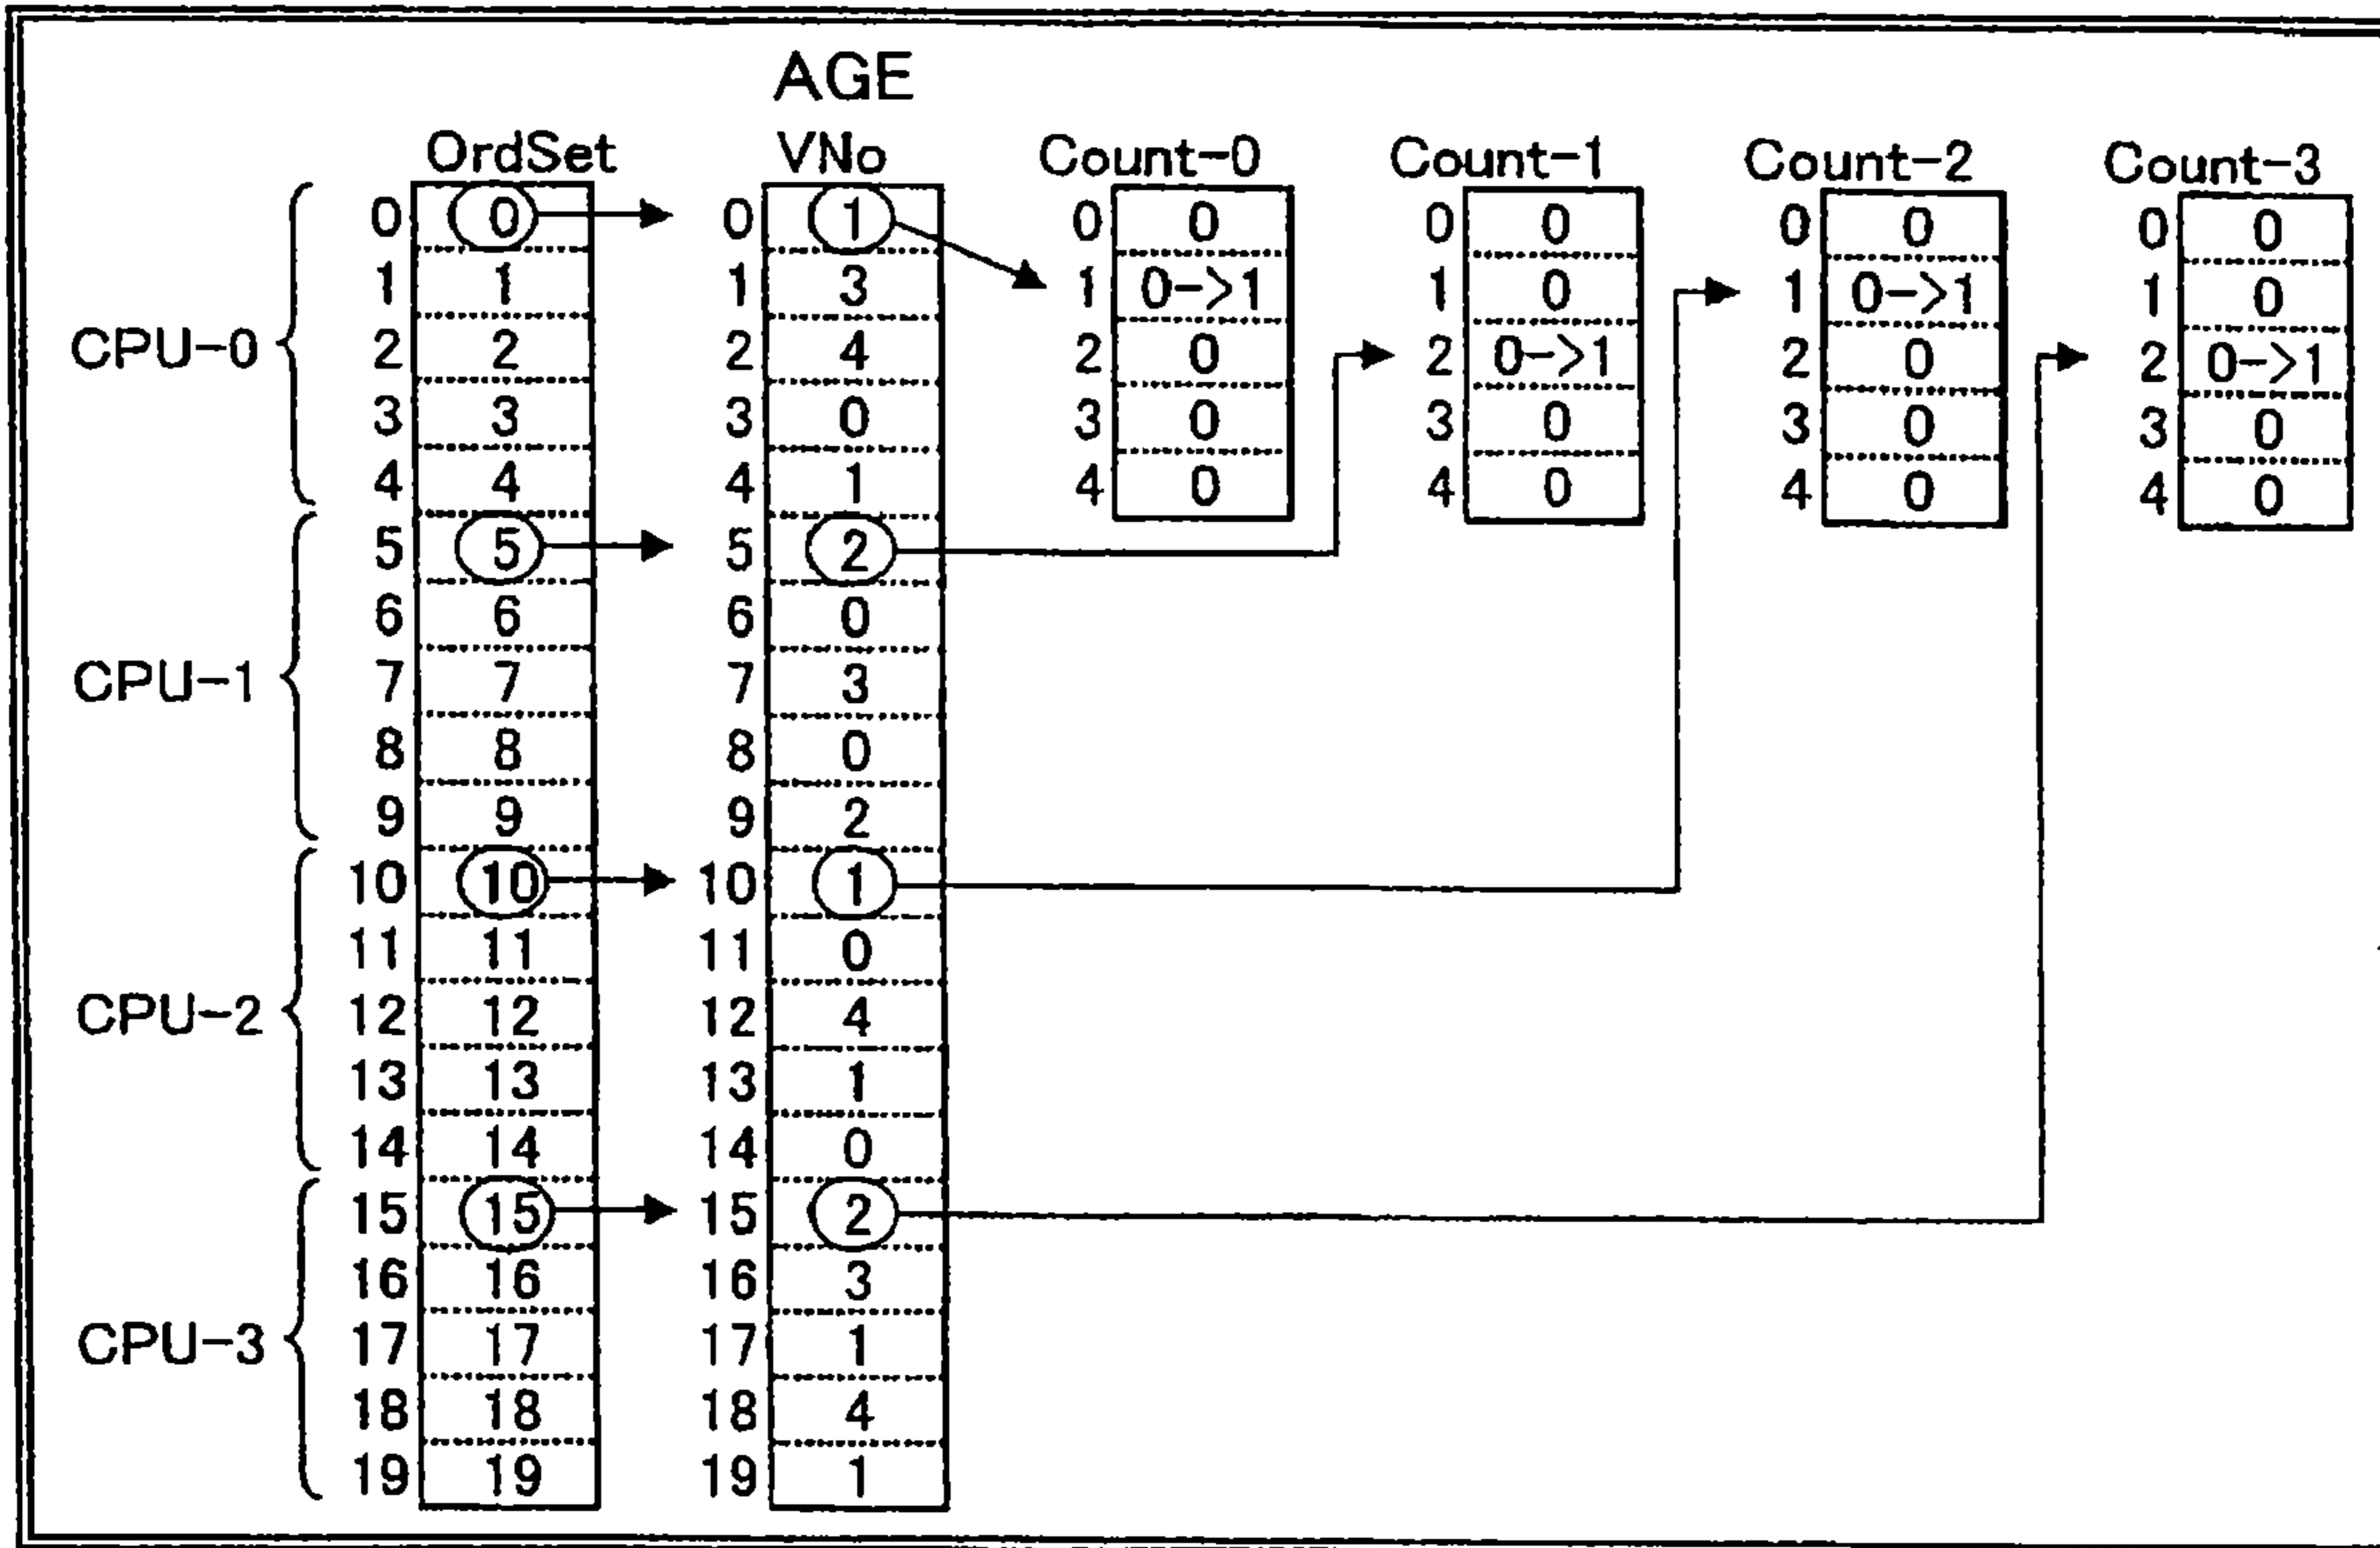 AGE
OrdSet VNo Count-0 Count-1 Count-2 Count-3
0 0 0 1 0 0 0 0 0 0 0 0
1 1 1 3 1 0->1 1 0 1 0->1 1 0
CPU-0 2 2 2 4 2 0 2 0->1 2 0 2 0->1
3 3 3 0 3 0 3 0 3 0 3 0
4 4 4 1 4 0 4 0 4 0 4 0
5 5 5 2
6 6 6 0
CPU-1 7 7 7 3
8 8 8 0
9 9 9 2
10 10 10 1
11 11 11 0
CPU-2 12 12 12 4
13 13 13 1
14 14 14 0
15 15 15 2
16 16 16 3
CPU-3 17 17 17 1
18 18 18 4
19 19 19 1